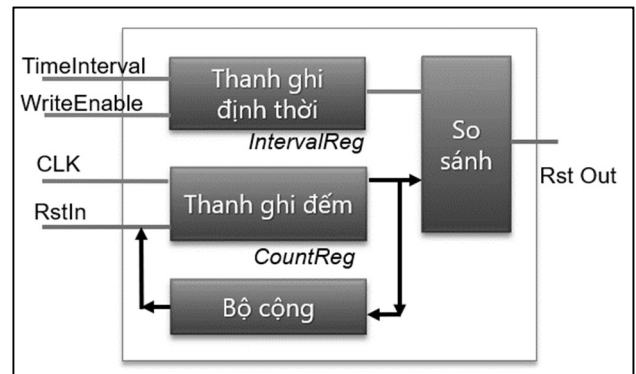 TimeInterval
WriteEnable
Thanh ghi
định thời
IntervalReg
So
sánh
Rst Out
CLK
RstIn
Thanh ghi đếm
CountReg
Bộ cộng